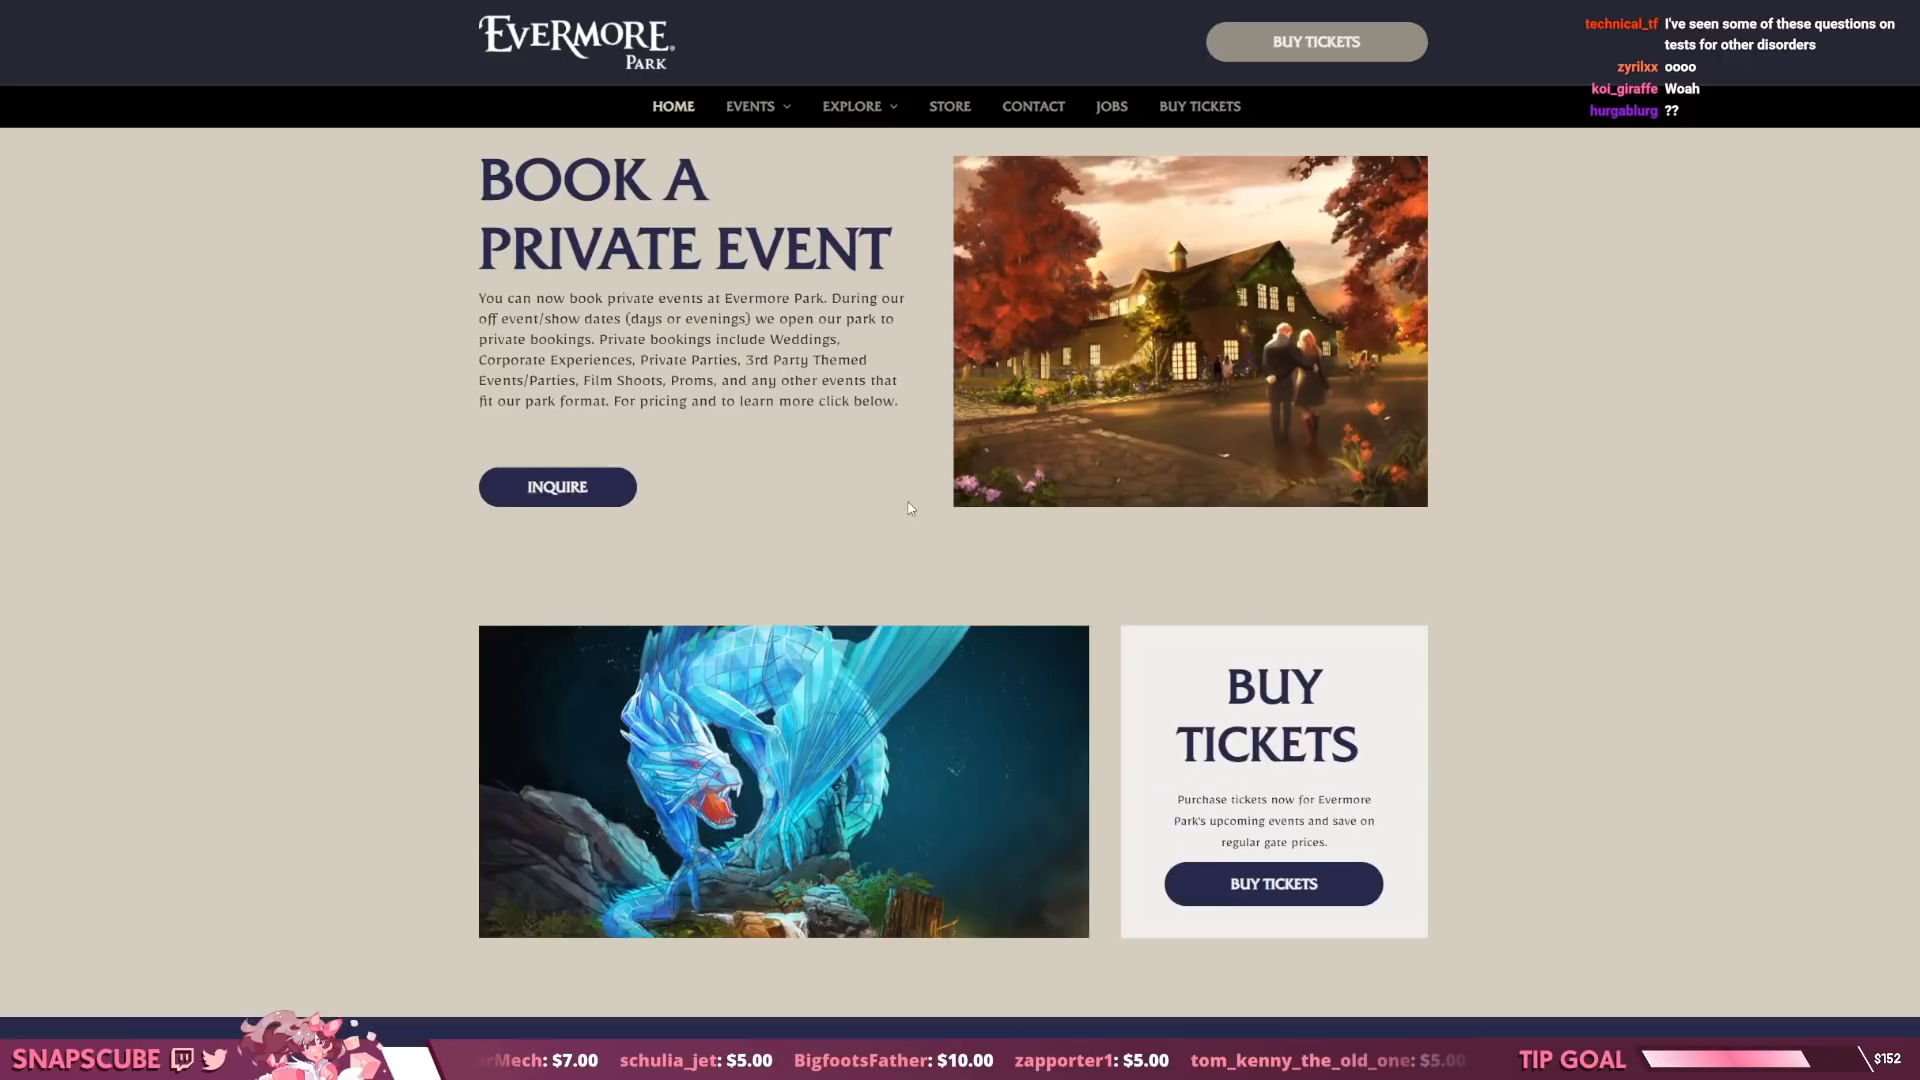 EVERMORE
PARK
BUY TICKETS
technical_tf I've seen some of these questions on
tests for other disorders
zyrilxx oooo
koi_giraffe Woah
hurgablurg ??
HOME EVENTS EXPLORE STORE CONTACT JOBS BUY TICKETS
BOOK A
PRIVATE EVENT
You can now book private events at Evermore Park. During our
off event/show dates (days or evenings) we open our park to
private bookings. Private bookings include Weddings,
Corporate Experiences, Private Parties, 3rd Party Themed
Events/Parties, Film Shoots, Proms, and any other events that
fit our park format. For pricing and to learn more click below.
INQUIRE
BUY
TICKETS
Purchase tickets now for Evermore
Park's upcoming events and save on
regular gate prices.
BUY TICKETS
SNAPSCUBE
erMech: $7.00 schulia_jet: $5.00 BigfootsFather: $10.00 zapporter1: $5.00 tom_kenny_the_old_one: $5.00
TIP GOAL
$152